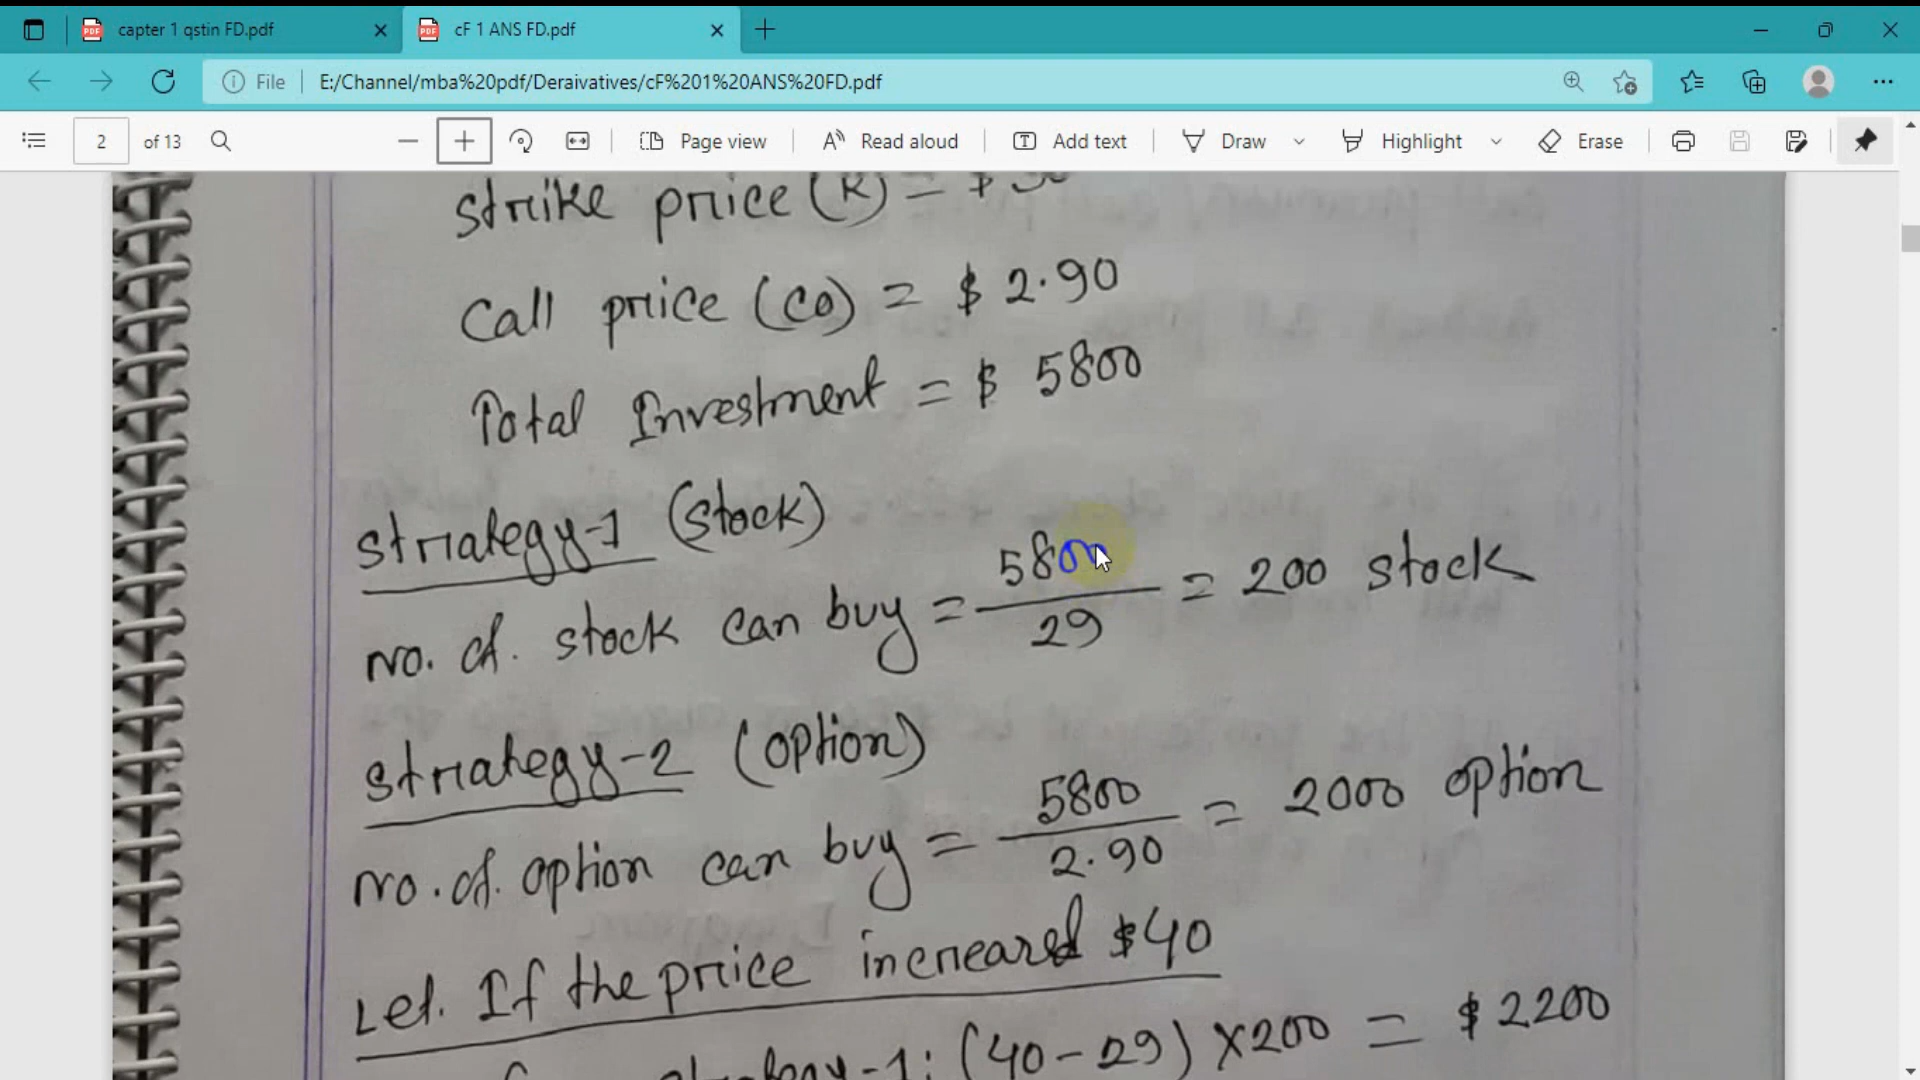 capter 1 qstin FD.pdf
cF 1 ANS FD.pdf
File
E:/Channel/mba%20pdf/Deraivatives/cF%201%20ANS%20FD.pdf
2 of 13
Page view
Read aloud
Add text
Draw
Highlight
Erase
Strike price (K) = $
Call price (C0) = $ 2.90
Total Investment = $ 5800
Strategy-1 (Stock)
No. of. stock can buy = 5800 / 29 = 200 stock
Strategy-2 (Option)
No. of. option can buy = 5800 / 2.90 = 2000 option
Let. If the price increased $40
Strategy-1: (40-29) X200 = $ 2200